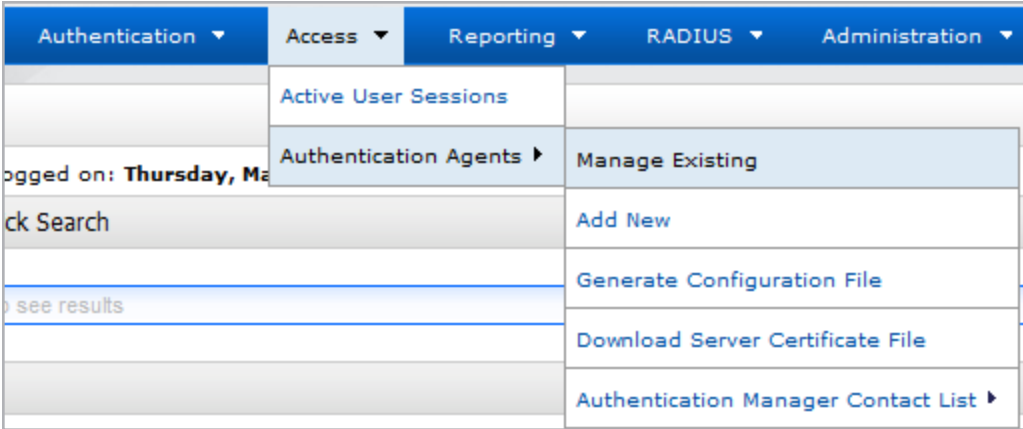 Authentication Access Reporting RADIUS Administration
Active User Sessions
Authentication Agents
Manage Existing
ogged on: Thursday, Ma
ck Search
Add New
Generate Configuration File
see results
Download Server Certificate File
Authentication Manager Contact List